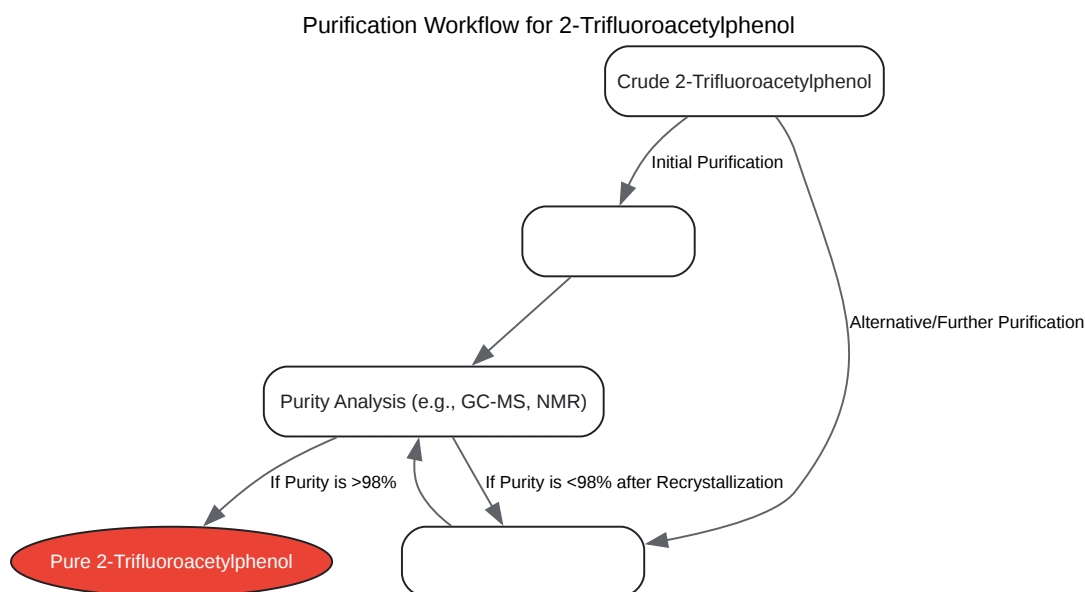 Purification Workflow for 2-Trifluoroacetylphenol
Crude 2-Trifluoroacetylphenol
Initial Purification
Alternative/Further Purification
Purity Analysis (e.g., GC-MS, NMR)
If Purity is >98%
If Purity is <98% after Recrystallization
Pure 2-Trifluoroacetylphenol